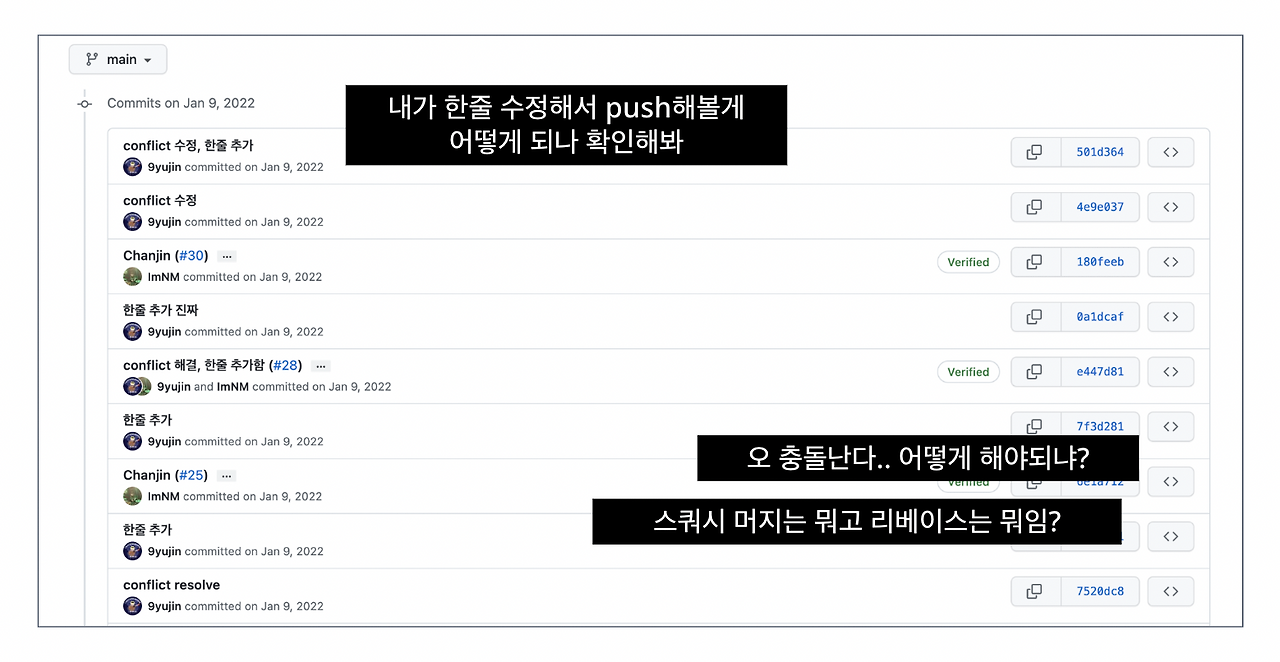 main
Commits on Jan 9, 2022
내가 한줄 수정해서 push해볼게
어떻게 되나 확인해봐
conflict 수정, 한줄 추가
9yujin committed on Jan 9, 2022
501d364
conflict 수정
9yujin committed on Jan 9, 2022
4e9e037
Chanjin (#30) ...
ImNM committed on Jan 9, 2022
Verified
180feeb
한줄 추가 진짜
9yujin committed on Jan 9, 2022
0a1dcaf
conflict 해결, 한줄 추가함 (#28) ...
9yujin and ImNM committed on Jan 9, 2022
Verified
e447d81
한줄 추가
9yujin committed on Jan 9, 2022
7f3d281
오 충돌난다.. 어떻게 해야되냐?
Chanjin (#25) ...
ImNM committed on Jan 9, 2022
Verified
6e1a712
스쿼시 머지는 뭐고 리베이스는 뭐임?
한줄 추가
9yujin committed on Jan 9, 2022
conflict resolve
9yujin committed on Jan 9, 2022
7520dc8